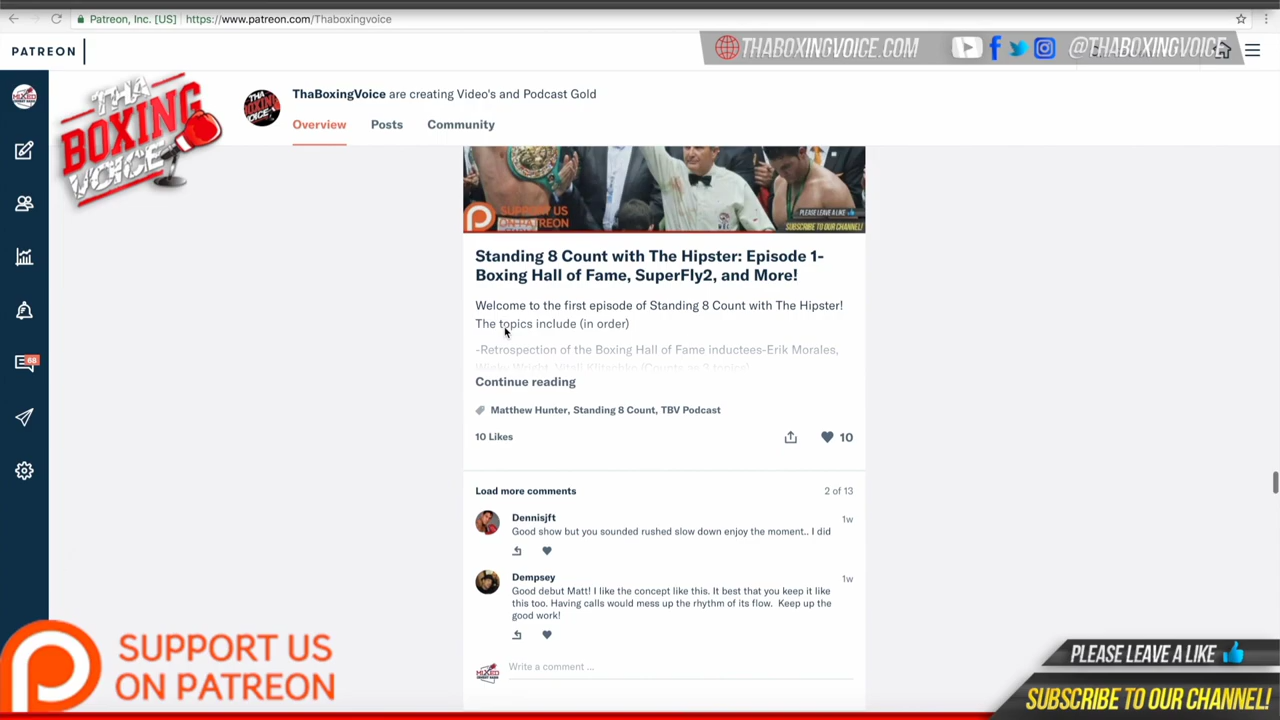 Patreon, Inc. [US]
https://www.patreon.com/Thaboxingvoice
PATREON
THABOXINGVOICE.COM
@THABOXINGVOICE
THA
BOXING
VOICE
ThaBoxingVoice are creating Video's and Podcast Gold
Overview
Posts
Community
SUPPORT US
ON PATREON
PLEASE LEAVE A LIKE
SUBSCRIBE TO OUR CHANNEL!
Standing 8 Count with The Hipster: Episode 1-
Boxing Hall of Fame, SuperFly2, and More!
Welcome to the first episode of Standing 8 Count with The Hipster!
The topics include (in order)
-Retrospection of the Boxing Hall of Fame inductees-Erik Morales,
Winky Wright, Vitali Klitschko (Counts as 3 topics)
Continue reading
Matthew Hunter, Standing 8 Count, TBV Podcast
10 Likes
10
Load more comments
2 of 13
Dennisjft
1w
Good show but you sounded rushed slow down enjoy the moment.. I did
Dempsey
1w
Good debut Matt! I like the concept like this. It best that you keep it like
this too. Having calls would mess up the rhythm of its flow. Keep up the
good work!
Write a comment ...
68
SUPPORT US
ON PATREON
PLEASE LEAVE A LIKE
SUBSCRIBE TO OUR CHANNEL!